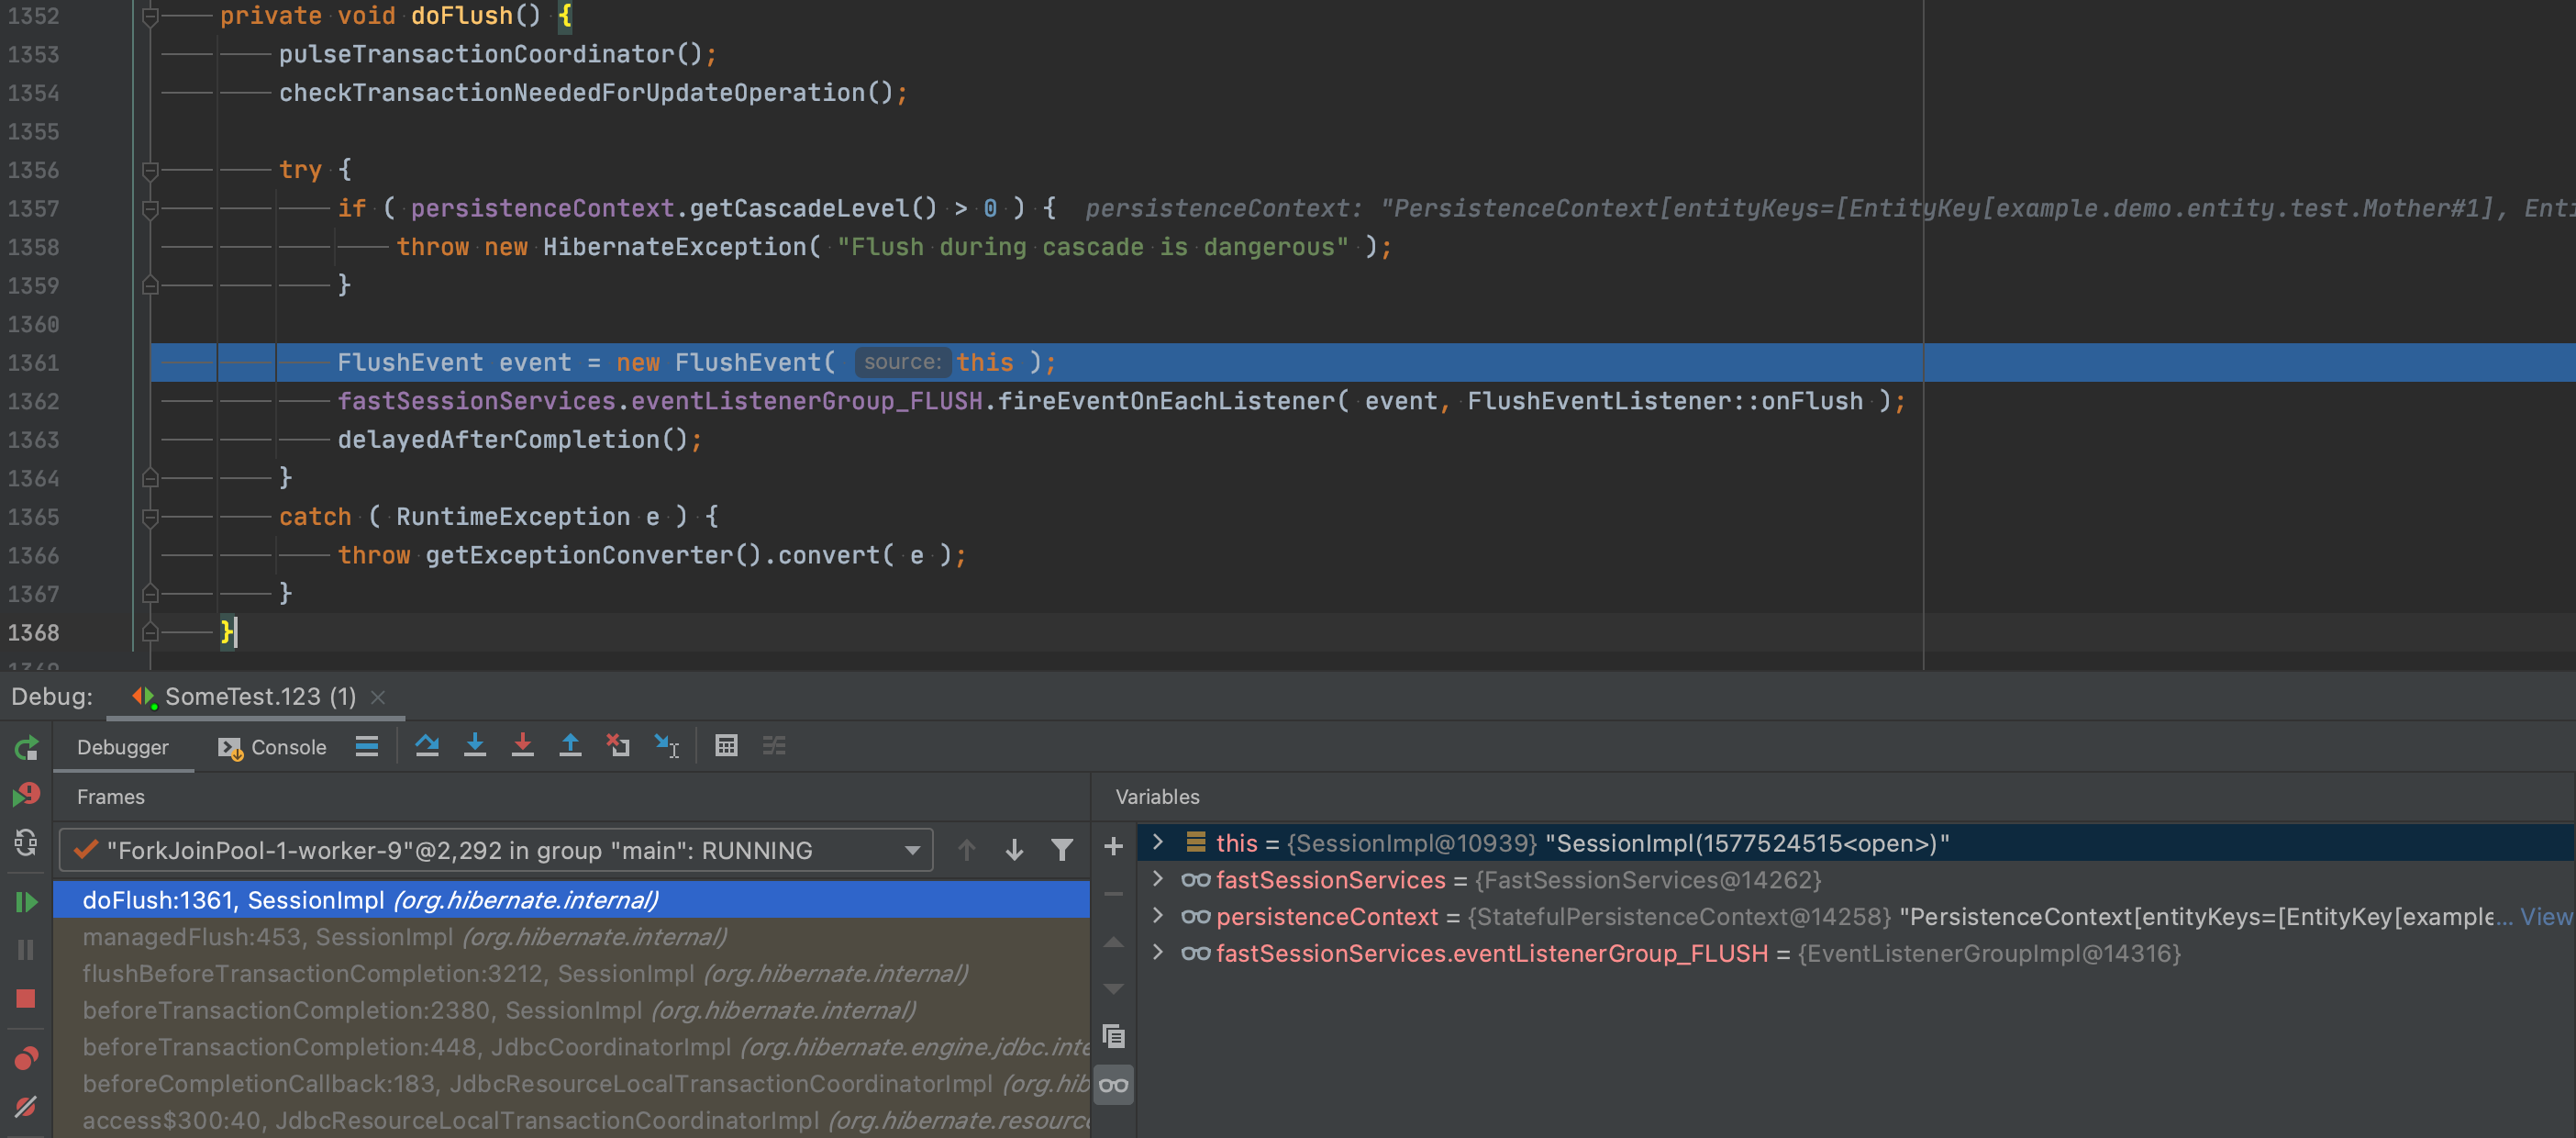 1352 private void doFlush() {
1353 pulseTransactionCoordinator();
1354 checkTransactionNeededForUpdateOperation();
1355
1356 try {
1357 if ( persistenceContext.getCascadeLevel() > 0 ) { persistenceContext: "PersistenceContext[entityKeys=[EntityKey[example.demo.entity.test.Mother#1], Enti
1358 throw new HibernateException( "Flush during cascade is dangerous" );
1359 }
1360
1361 FlushEvent event = new FlushEvent( source: this );
1362 fastSessionServices.eventListenerGroup_FLUSH.fireEventOnEachListener( event, FlushEventListener::onFlush );
1363 delayedAfterCompletion();
1364 }
1365 catch ( RuntimeException e ) {
1366 throw getExceptionConverter().convert( e );
1367 }
1368 }
1369
Debug: SomeTest.123 (1)
Debugger Console
Frames
"ForkJoinPool-1-worker-9"@2,292 in group "main": RUNNING
doFlush:1361, SessionImpl (org.hibernate.internal)
managedFlush:453, SessionImpl (org.hibernate.internal)
flushBeforeTransactionCompletion:3212, SessionImpl (org.hibernate.internal)
beforeTransactionCompletion:2380, SessionImpl (org.hibernate.internal)
beforeTransactionCompletion:448, JdbcCoordinatorImpl (org.hibernate.engine.jdbc.inte
beforeCompletionCallback:183, JdbcResourceLocalTransactionCoordinatorImpl (org.hib
access$300:40, JdbcResourceLocalTransactionCoordinatorImpl (org.hibernate.resourc
Variables
this = {SessionImpl@10939} "SessionImpl(1577524515<open>)"
fastSessionServices = {FastSessionServices@14262}
persistenceContext = {StatefulPersistenceContext@14258} "PersistenceContext[entityKeys=[EntityKey[example... View
fastSessionServices.eventListenerGroup_FLUSH = {EventListenerGroupImpl@14316}